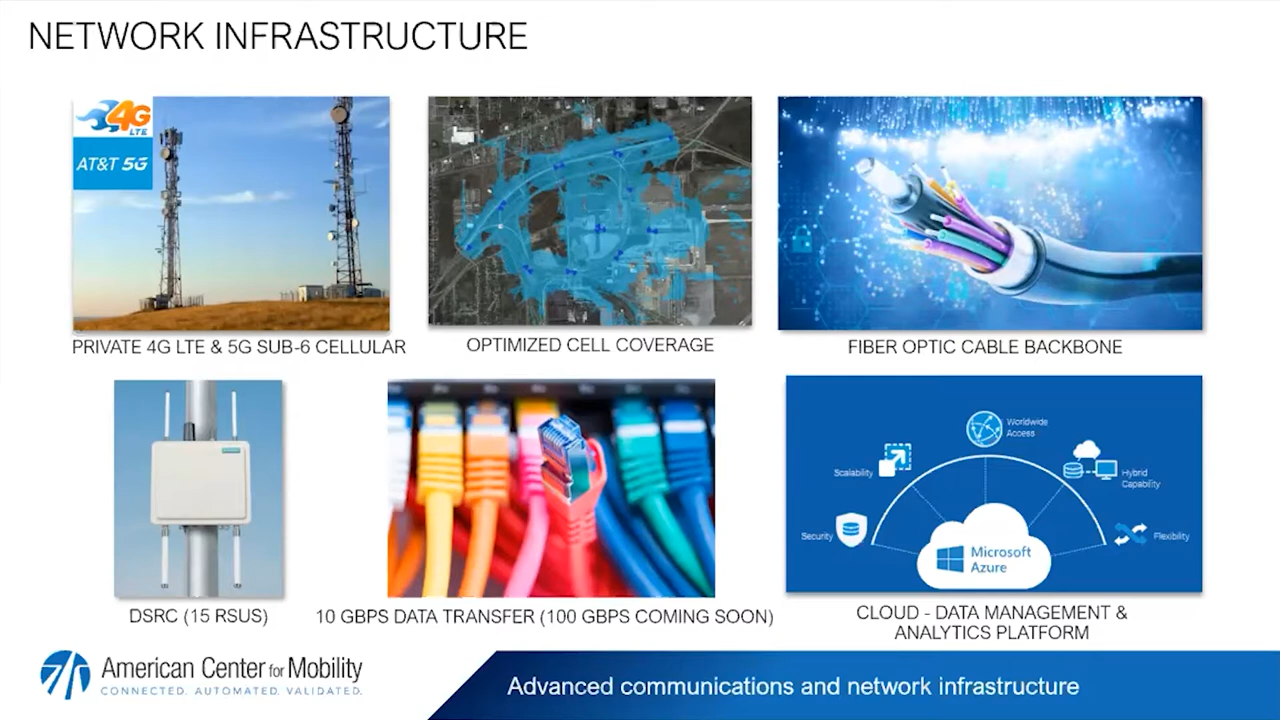 NETWORK INFRASTRUCTURE
4G
LTE
AT&T 5G
PRIVATE 4G LTE & 5G SUB-6 CELLULAR
OPTIMIZED CELL COVERAGE
FIBER OPTIC CABLE BACKBONE
Worldwide
Access
Scalability
Hybrid
Capability
Security
Flexibility
Microsoft
Azure
DSRC (15 RSUS)
10 GBPS DATA TRANSFER (100 GBPS COMING SOON)
CLOUD - DATA MANAGEMENT &
ANALYTICS PLATFORM
American Center for Mobility
CONNECTED. AUTOMATED. VALIDATED.
Advanced communications and network infrastructure